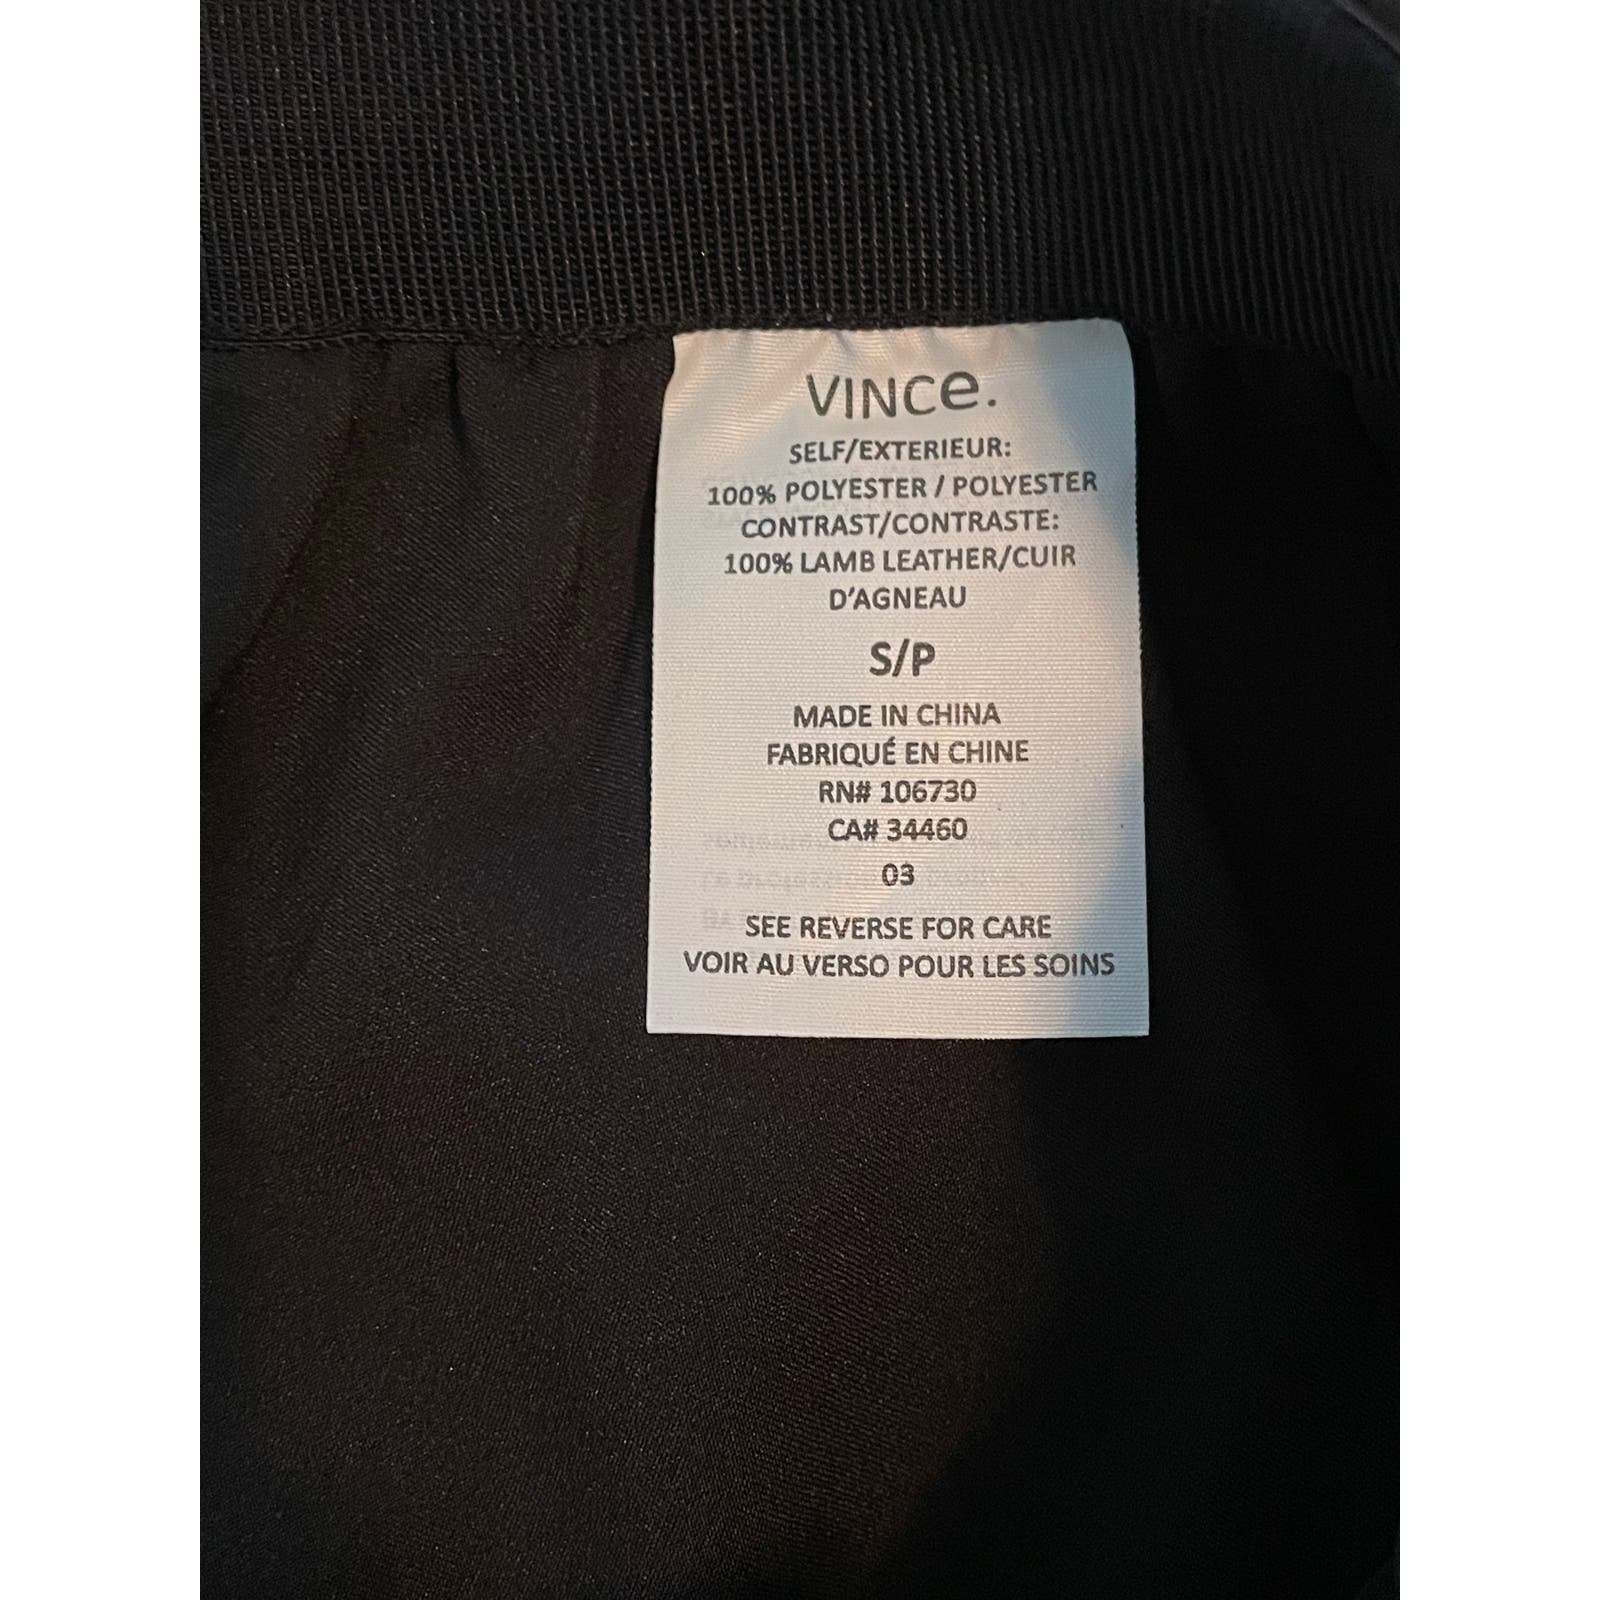 VINCe.
SELF/EXTERIEUR:
100% POLYESTER / POLYESTER
CONTRAST/CONTRASTE:
100% LAMB LEATHER/CUIR
D'AGNEAU
S/P
MADE IN CHINA
FABRIQUÉ EN CHINE
RN# 106730
CA# 34460
03
SEE REVERSE FOR CARE
VOIR AU VERSO POUR LES SOINS